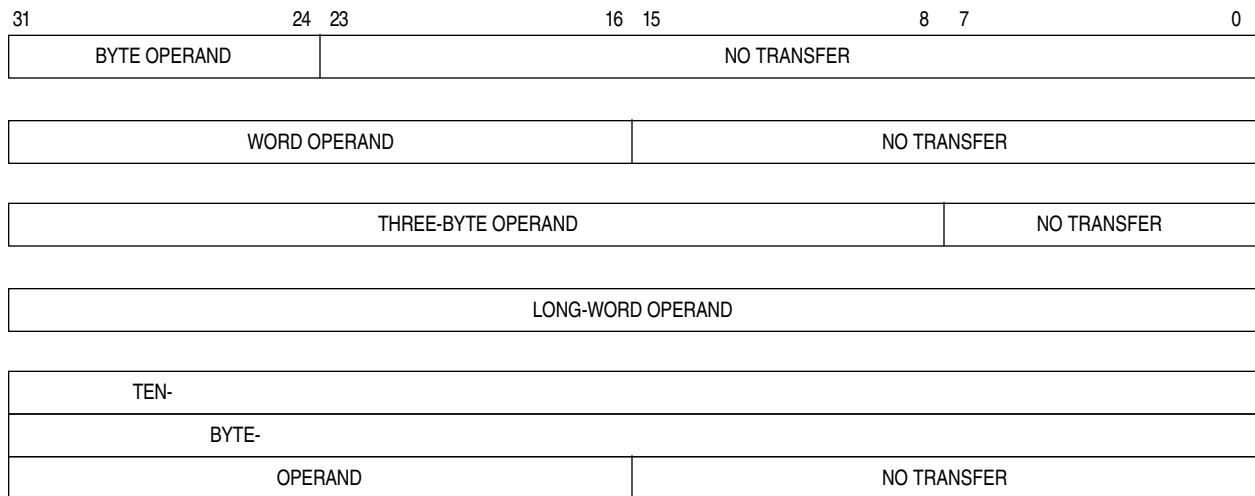 31 24 23 16 15 8 7 0
BYTE OPERAND NO TRANSFER
WORD OPERAND NO TRANSFER
THREE-BYTE OPERAND NO TRANSFER
LONG-WORD OPERAND
TEN-
BYTE-
OPERAND NO TRANSFER